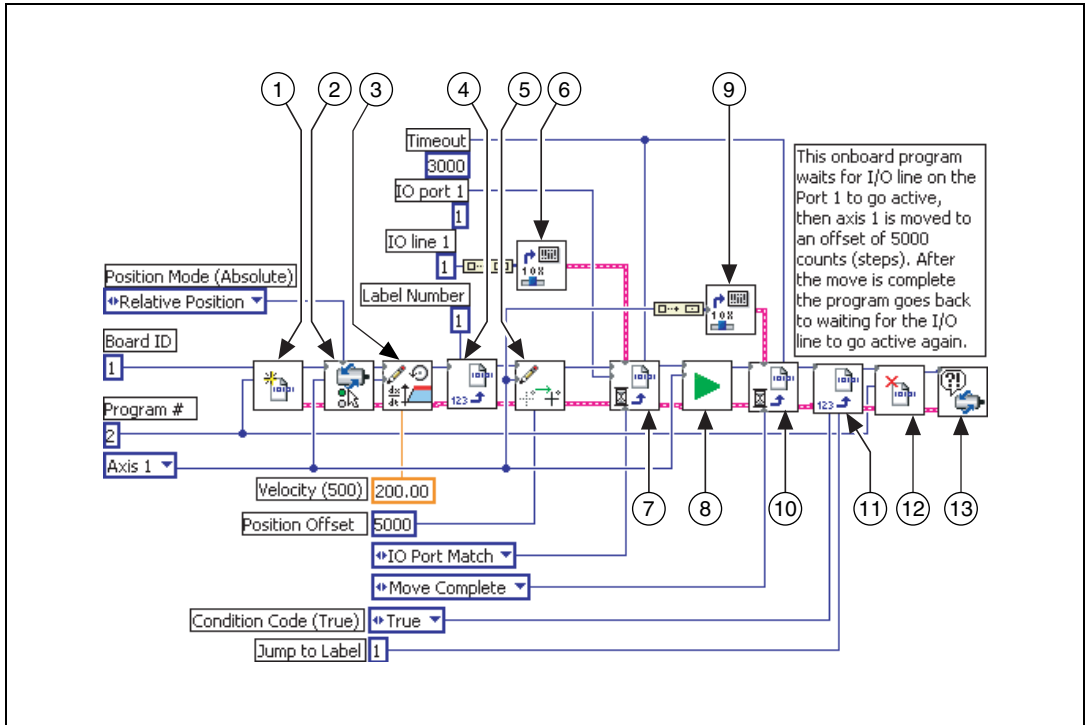 1
2
3
4
5
6
9
Timeout
3000
IO port 1
1
IO line 1
1
Label Number
1
This onboard program
waits for I/O line on the
Port 1 to go active,
then axis 1 is moved to
an offset of 5000
counts (steps). After
the move is complete
the program goes back
to waiting for the I/O
line to go active again.
Position Mode (Absolute)
Relative Position
Board ID
1
Program #
2
Axis 1
123
123
Velocity (500)
200.00
Position Offset
5000
IO Port Match
Move Complete
Condition Code (True)
True
Jump to Label
1
7
8
10
11
12
13